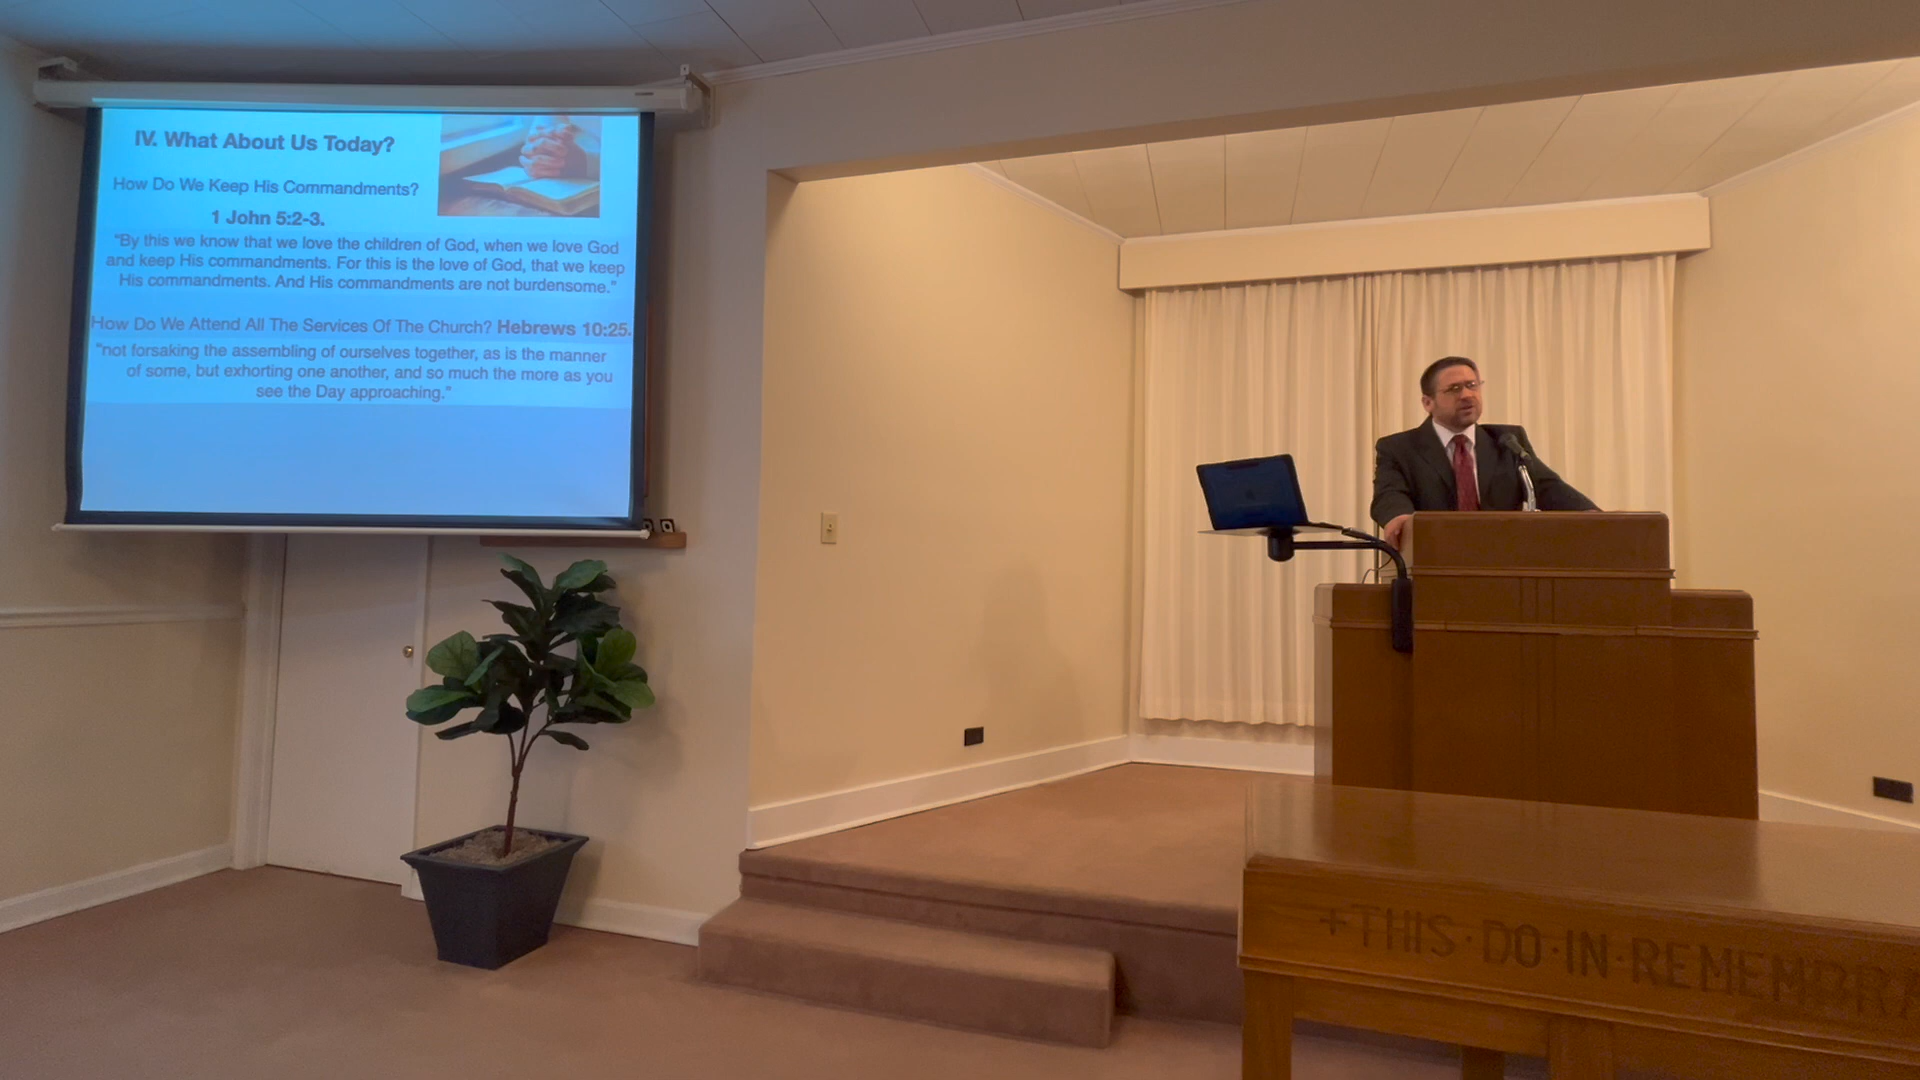 IV. What About Us Today?
How Do We Keep His Commandments?
1 John 5:2-3.
“By this we know that we love the children of God, when we love God
and keep His commandments. For this is the love of God, that we keep
His commandments. And His commandments are not burdensome.”
How Do We Attend All The Services Of The Church? Hebrews 10:25.
“not forsaking the assembling of ourselves together, as is the manner
of some, but exhorting one another, and so much the more as you
see the Day approaching.”
+THIS·DO·IN·REMEMBRA